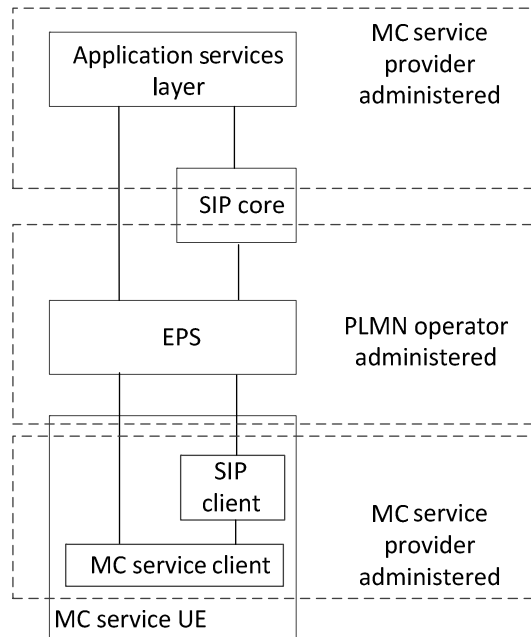 Application services
layer
MC service
provider
administered
SIP core
EPS
PLMN operator
administered
SIP
client
MC service client
MC service
provider
administered
MC service UE